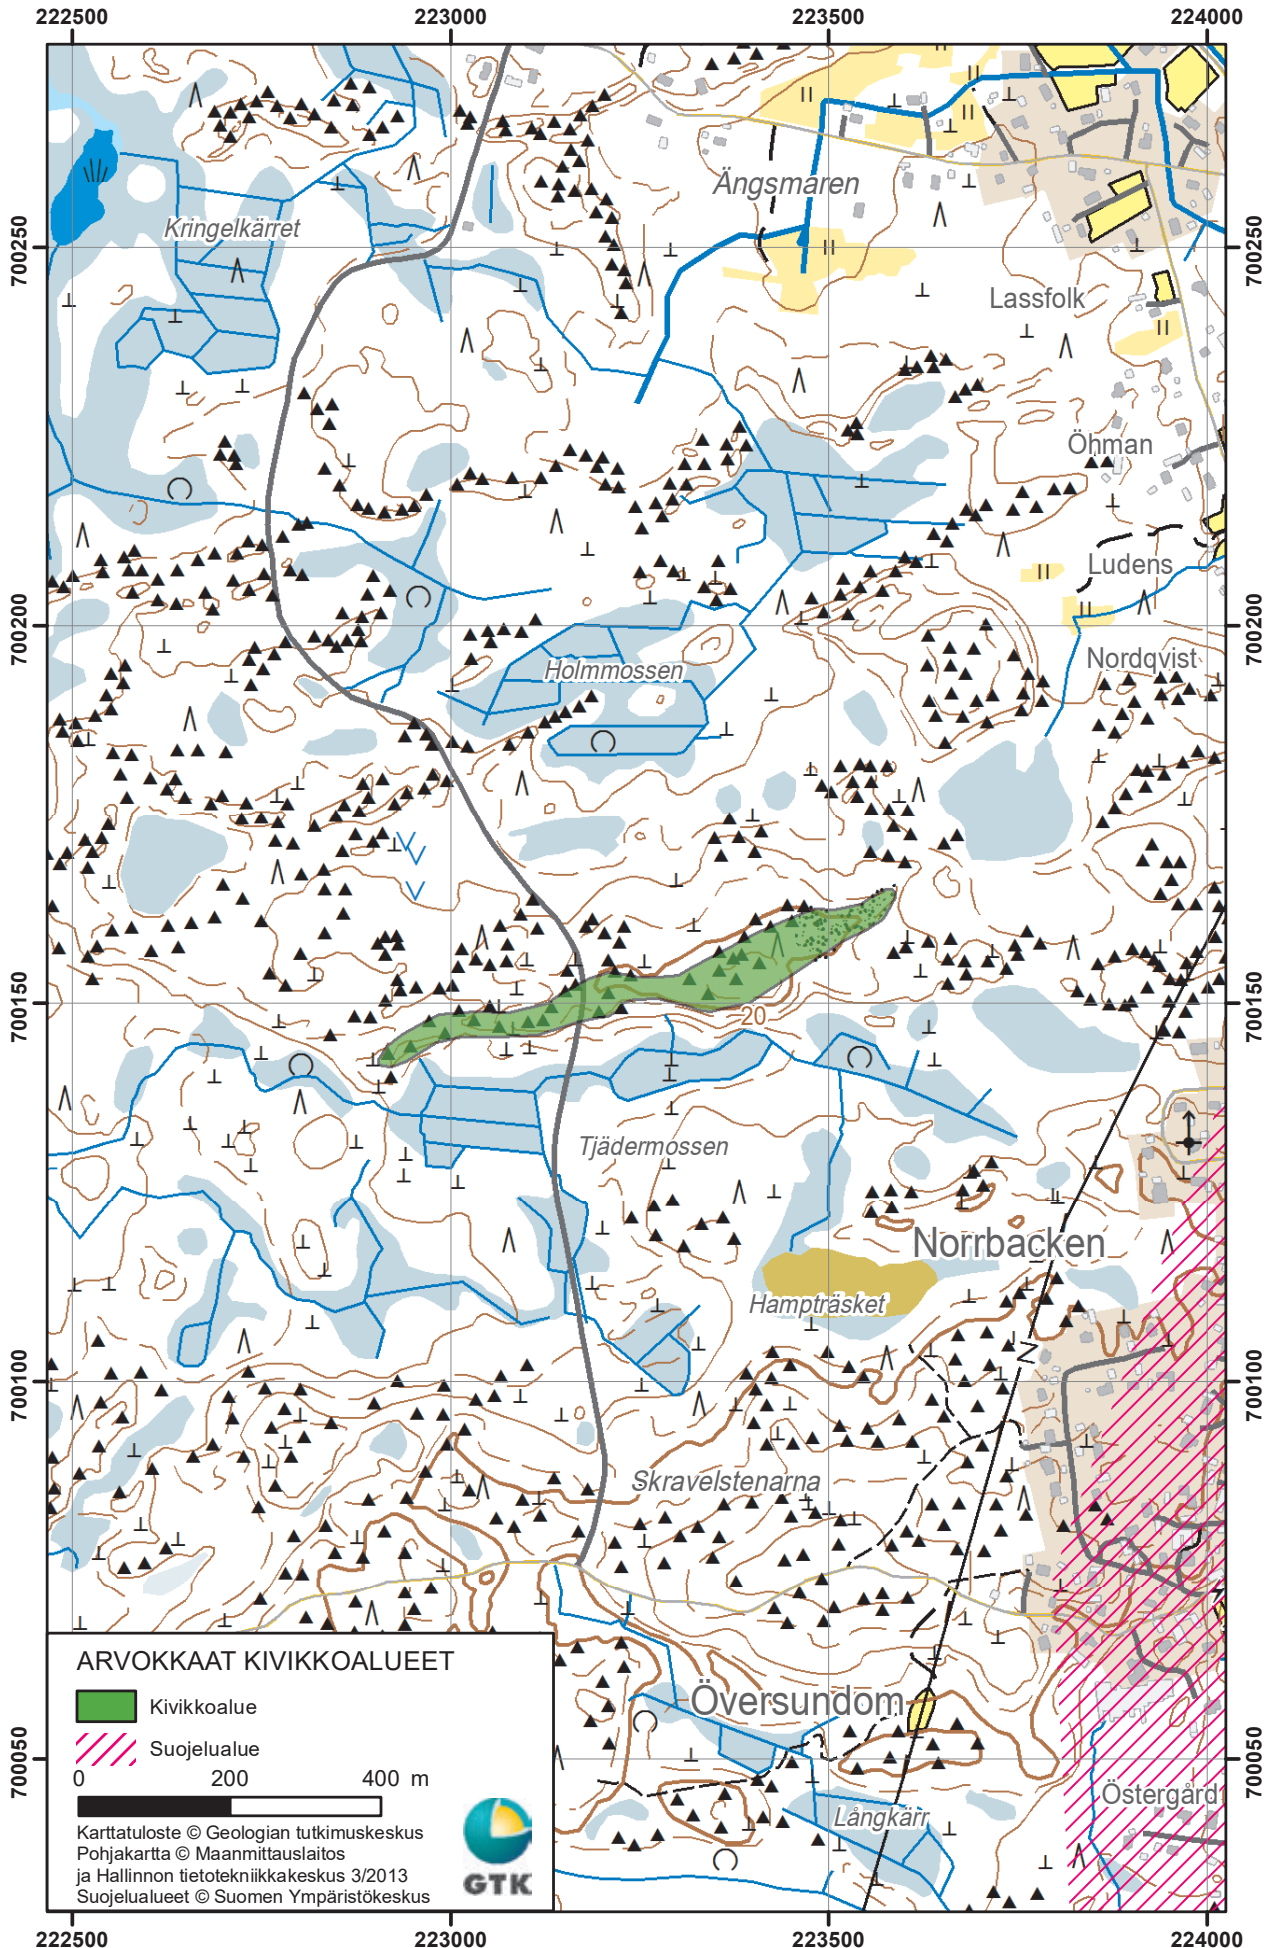 222500 223000 223500 224000
Ängsmaren
Kringelkärret
700250 700250
Lassfolk
Öhman
Ludens
700200 700200
Nordqvist
Holmmossen
700150 700150
20
Tjädermossen
Norrbacken
Hampträsket
N
700100 700100
Skravelstenarna
ARVOKKAAT KIVIKKOALUEET
Kivikkoalue
Suojelualue
0 200 400 m
Karttatuloste © Geologian tutkimuskeskus
Pohjakartta © Maanmittauslaitos
ja Hallinnon tietotekniikkakeskus 3/2013
Suojelualueet © Suomen Ympäristökeskus
GTK
Översundom
700050 700050
Östergård
Långkärr
222500 223000 223500 224000